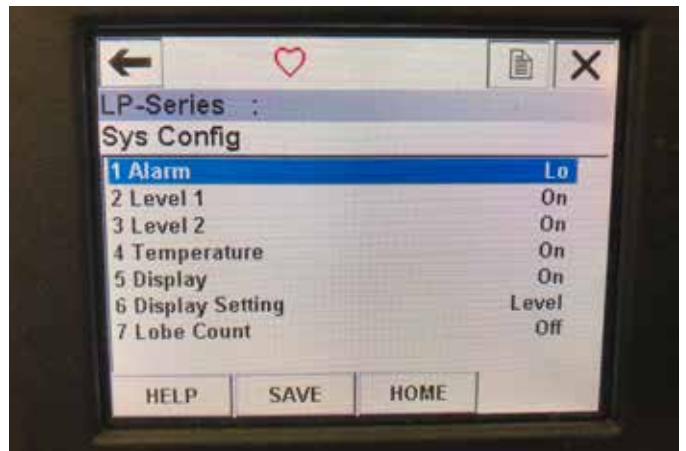 LP-Series :
Sys Config
1 Alarm Lo
2 Level 1 On
3 Level 2 On
4 Temperature On
5 Display On
6 Display Setting Level
7 Lobe Count Off
HELP SAVE HOME